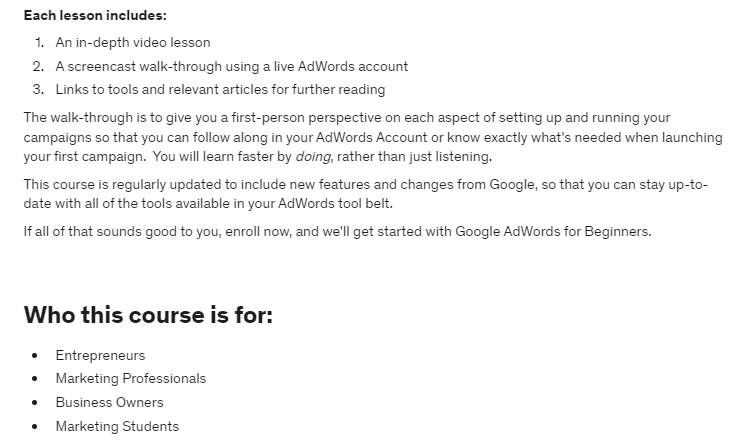 Each lesson includes:
1. An in-depth video lesson
2. A screencast walk-through using a live AdWords account
3. Links to tools and relevant articles for further reading
The walk-through is to give you a first-person perspective on each aspect of setting up and running your
campaigns so that you can follow along in your AdWords Account or know exactly what's needed when launching
your first campaign.  You will learn faster by doing, rather than just listening.
This course is regularly updated to include new features and changes from Google, so that you can stay up-to-
date with all of the tools available in your AdWords tool belt.
If all of that sounds good to you, enroll now, and we'll get started with Google AdWords for Beginners.
Who this course is for:
• Entrepreneurs
• Marketing Professionals
• Business Owners
• Marketing Students